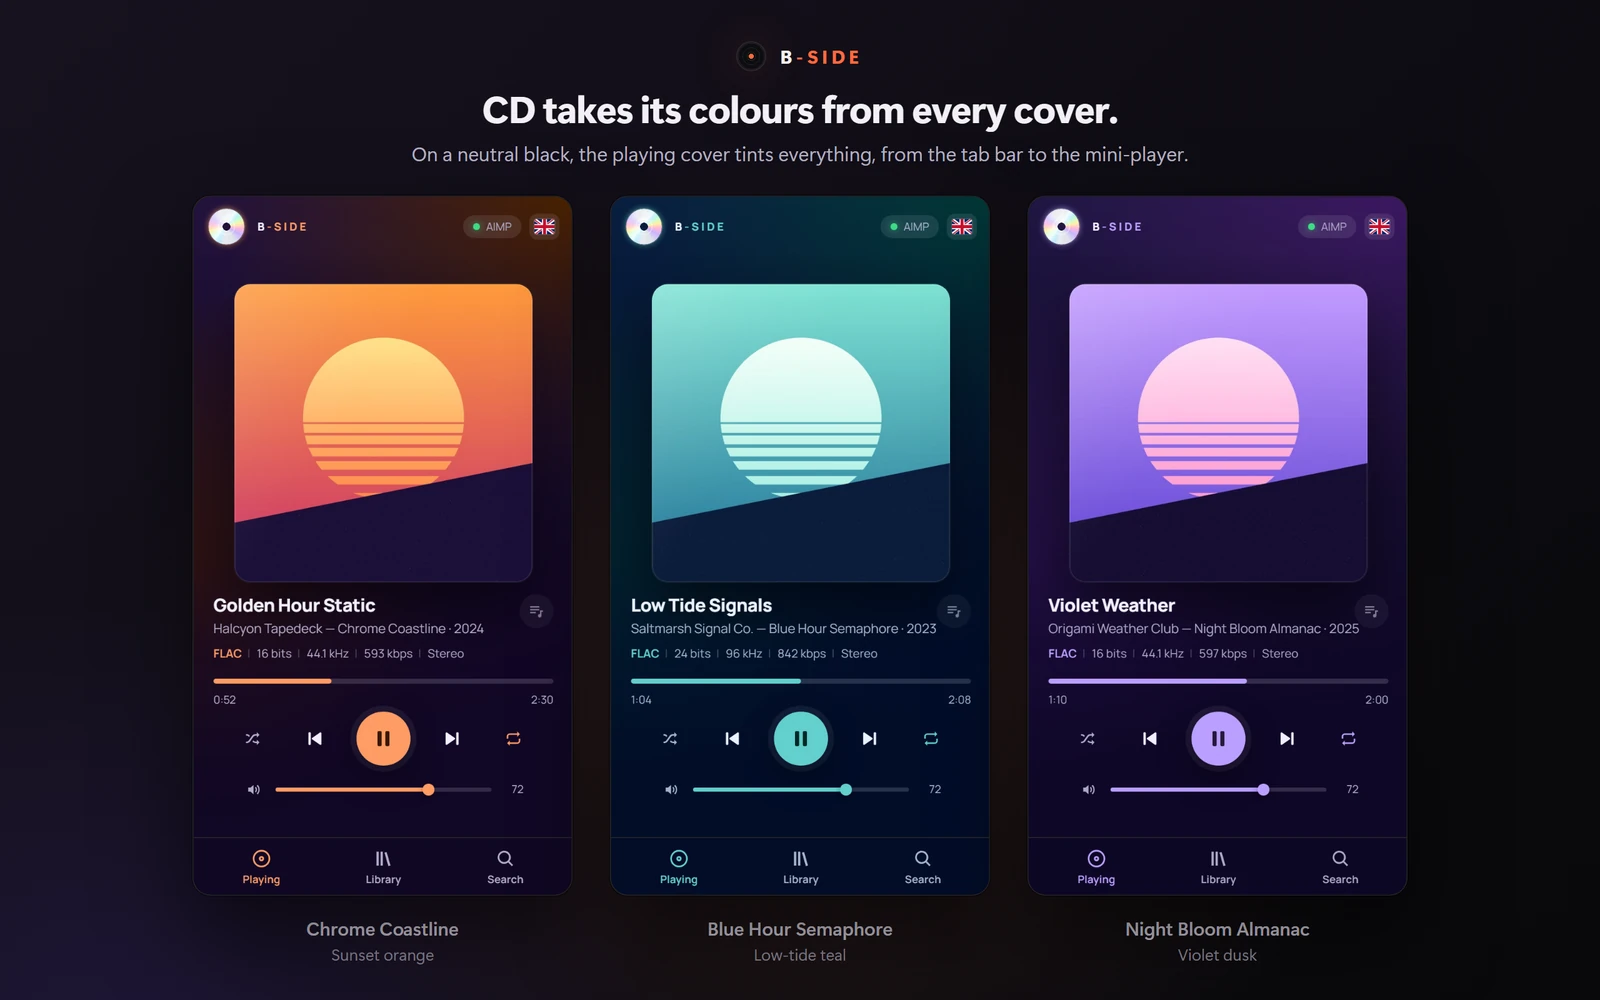 B-SIDE
CD takes its colours from every cover.
On a neutral black, the playing cover tints everything, from the tab bar to the mini-player.
B-SIDE
AIMP
Golden Hour Static
Halcyon Tapedeck — Chrome Coastline · 2024
FLAC | 16 bits | 44.1 kHz | 593 kbps | Stereo
0:52
2:30
72
Playing
Library
Search
Chrome Coastline
Sunset orange
B-SIDE
AIMP
Low Tide Signals
Saltmarsh Signal Co. — Blue Hour Semaphore · 2023
FLAC | 24 bits | 96 kHz | 842 kbps | Stereo
1:04
2:08
72
Playing
Library
Search
Blue Hour Semaphore
Low-tide teal
B-SIDE
AIMP
Violet Weather
Origami Weather Club — Night Bloom Almanac · 2025
FLAC | 16 bits | 44.1 kHz | 597 kbps | Stereo
1:10
2:00
72
Playing
Library
Search
Night Bloom Almanac
Violet dusk